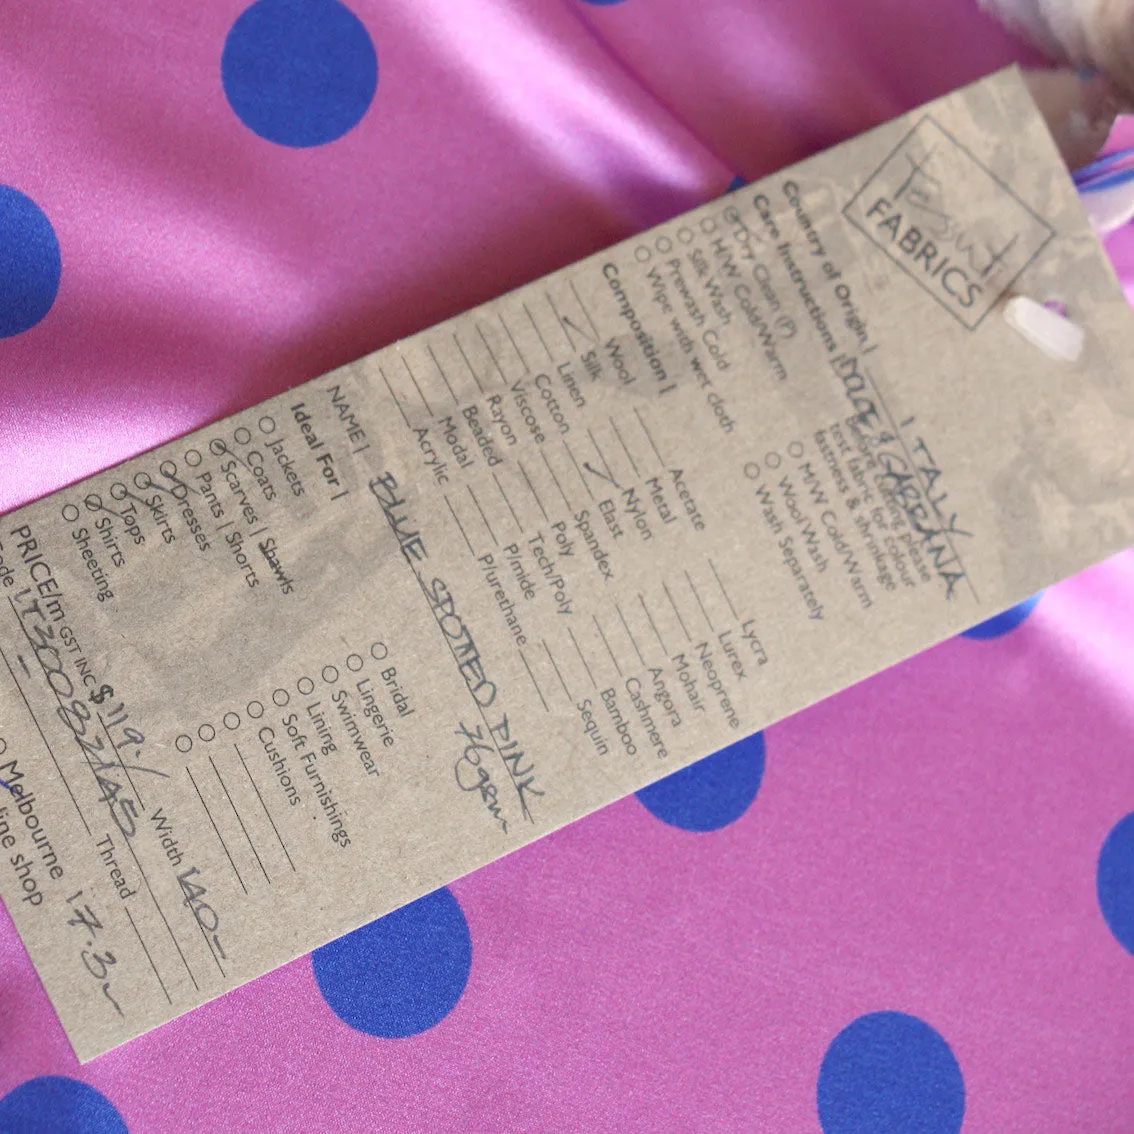 FABRICS
Country of Origin | ITALY
Care Instructions |
Before cutting please
test fabric for colour
fastness & shrinkage
Dry Clean (P)
H/W Cold/Warm
Silk Wash
Prewash Cold
Wipe with wet cloth
M/W Cold/Warm
Wool Wash
Wash Separately
Composition |
Wool
Silk
Linen
Cotton
Viscose
Rayon
Beaded
Modal
Acrylic
Acetate
Metal
Nylon
Elast
Spandex
Poly
Tech/Poly
P/mide
P/urethane
Lycra
Lurex
Neoprene
Mohair
Angora
Cashmere
Bamboo
Sequin
NAME | BLUE SPOTTED PINK
76gsm
Ideal For |
Jackets
Coats
Scarves | Shawls
Pants | Shorts
Dresses
Skirts
Tops
Shirts
Sheeting
Bridal
Lingerie
Swimwear
Lining
Soft Furnishings
Cushions
PRICE/m GST INC $119.- Width 140-
Thread
Melbourne
17.3m